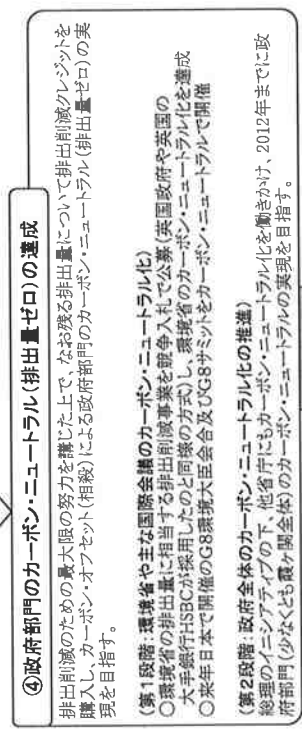 ④政府部門のカーボン・ニュートラル(排出量ゼロ)の達成
排出削減のための最大限の努力を講じた上で、なお残る排出量について排出削減クレジットを
購入し、カーボン・オフセット(相殺)による政府部門のカーボン・ニュートラル(排出量ゼロ)の実
現を目指す。
(第1段階:環境省や主な国際会議のカーボン・ニュートラル化)
○環境省の排出量に相当する排出削減事業を競争入札で公募(英国政府や英国の
大手銀行HSBCが採用したのと同様の方式)し、環境省のカーボン・ニュートラル化を達成
○来年日本で開催のG8環境大臣会合及びG8サミットをカーボン・ニュートラルで開催
(第2段階:政府全体のカーボン・ニュートラル化の推進)
総理のイニシアティブの下、他省庁にもカーボン・ニュートラル化を働きかけ、2012年までに政
府部門(少なくとも霞ヶ関全体)のカーボン・ニュートラルの実現を目指す。